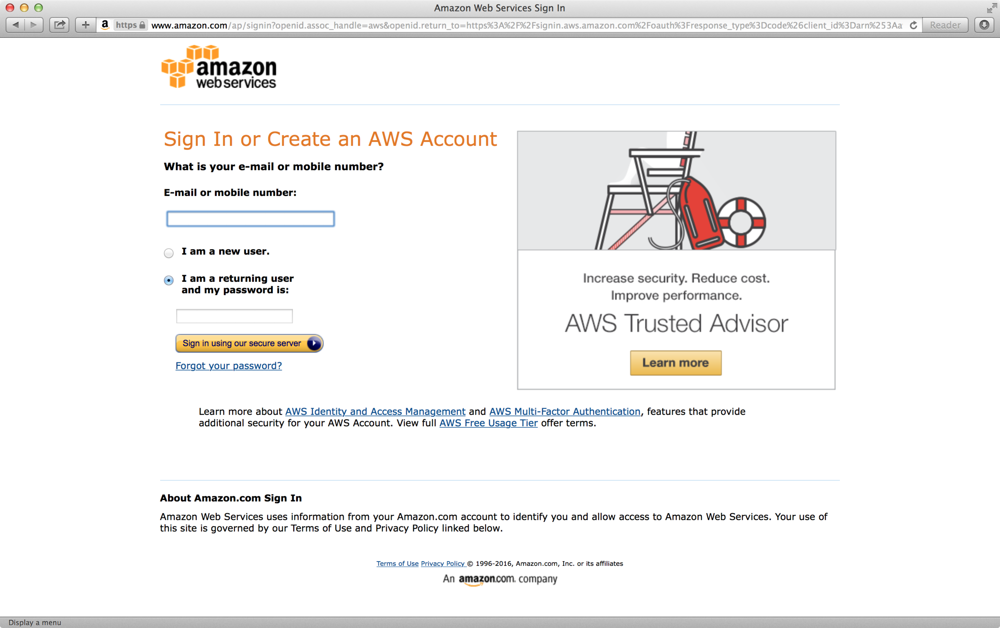 Amazon Web Services Sign In
https www.amazon.com/ap/signin?openid.assoc_handle=aws&openid.return_to=https%3A%2F%2Fsignin.aws.amazon.com%2Foauth%3Fresponse_type%3Dcode%26client_id%3Darn%253Aa Reader
amazon
web services
Sign In or Create an AWS Account
What is your e-mail or mobile number?
E-mail or mobile number:
I am a new user.
I am a returning user
and my password is:
Sign in using our secure server
Forgot your password?
Increase security. Reduce cost.
Improve performance.
AWS Trusted Advisor
Learn more
Learn more about AWS Identity and Access Management and AWS Multi-Factor Authentication, features that provide
additional security for your AWS Account. View full AWS Free Usage Tier offer terms.
About Amazon.com Sign In
Amazon Web Services uses information from your Amazon.com account to identify you and allow access to Amazon Web Services. Your use of
this site is governed by our Terms of Use and Privacy Policy linked below.
Terms of Use Privacy Policy © 1996-2016, Amazon.com, Inc. or its affiliates
An amazon.com. company
Display a menu